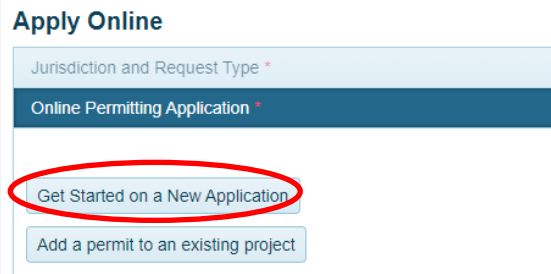 Apply Online
Jurisdiction and Request Type *
Online Permitting Application *
Get Started on a New Application
Add a permit to an existing project